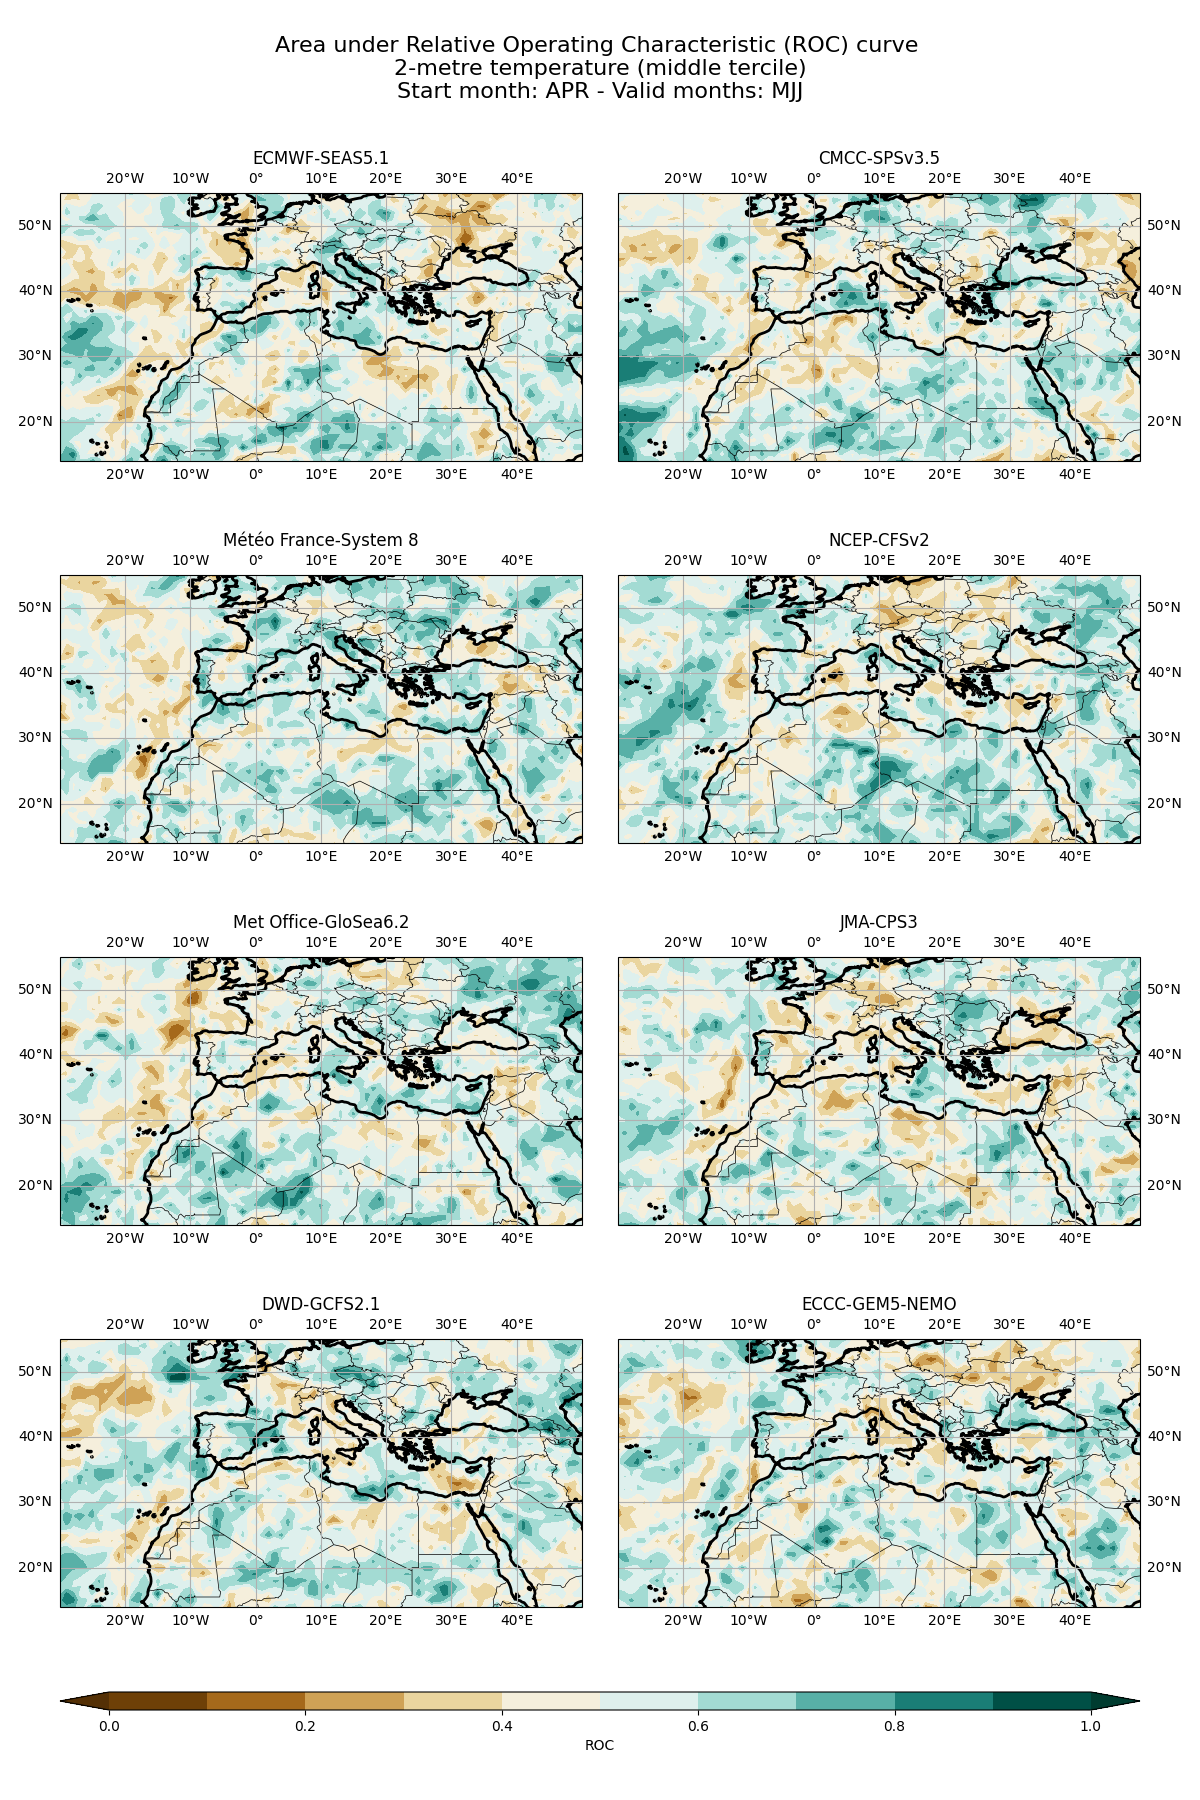 Area under Relative Operating Characteristic (ROC) curve
2-metre temperature (middle tercile)
Start month: APR - Valid months: MJJ
ECMWF-SEAS5.1
20°W 10°W 0° 10°E 20°E 30°E 40°E
50°N
40°N
30°N
20°N
20°W 10°W 0° 10°E 20°E 30°E 40°E
CMCC-SPSv3.5
20°W 10°W 0° 10°E 20°E 30°E 40°E
50°N
40°N
30°N
20°N
20°W 10°W 0° 10°E 20°E 30°E 40°E
Météo France-System 8
20°W 10°W 0° 10°E 20°E 30°E 40°E
50°N
40°N
30°N
20°N
20°W 10°W 0° 10°E 20°E 30°E 40°E
NCEP-CFSv2
20°W 10°W 0° 10°E 20°E 30°E 40°E
50°N
40°N
30°N
20°N
20°W 10°W 0° 10°E 20°E 30°E 40°E
Met Office-GloSea6.2
20°W 10°W 0° 10°E 20°E 30°E 40°E
50°N
40°N
30°N
20°N
20°W 10°W 0° 10°E 20°E 30°E 40°E
JMA-CPS3
20°W 10°W 0° 10°E 20°E 30°E 40°E
50°N
40°N
30°N
20°N
20°W 10°W 0° 10°E 20°E 30°E 40°E
DWD-GCFS2.1
20°W 10°W 0° 10°E 20°E 30°E 40°E
50°N
40°N
30°N
20°N
20°W 10°W 0° 10°E 20°E 30°E 40°E
ECCC-GEM5-NEMO
20°W 10°W 0° 10°E 20°E 30°E 40°E
50°N
40°N
30°N
20°N
20°W 10°W 0° 10°E 20°E 30°E 40°E
0.0 0.2 0.4 0.6 0.8 1.0
ROC